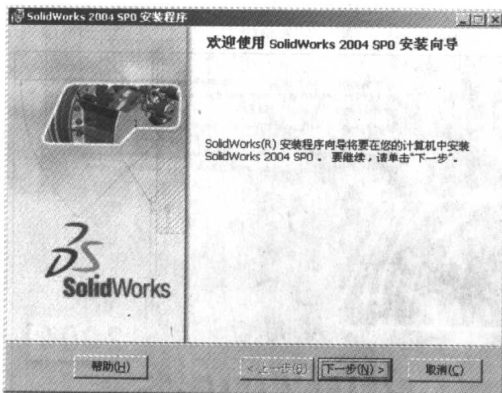 SolidWorks 2004 SP0 安装程序
欢迎使用 SolidWorks 2004 SP0 安装向导
SolidWorks(R) 安装程序向导将要在您的计算机中安装
SolidWorks 2004 SP0 。 要继续，请单击“下一步”。
SolidWorks
帮助(H)
< 上一步(B)
下一步(N) >
取消(C)